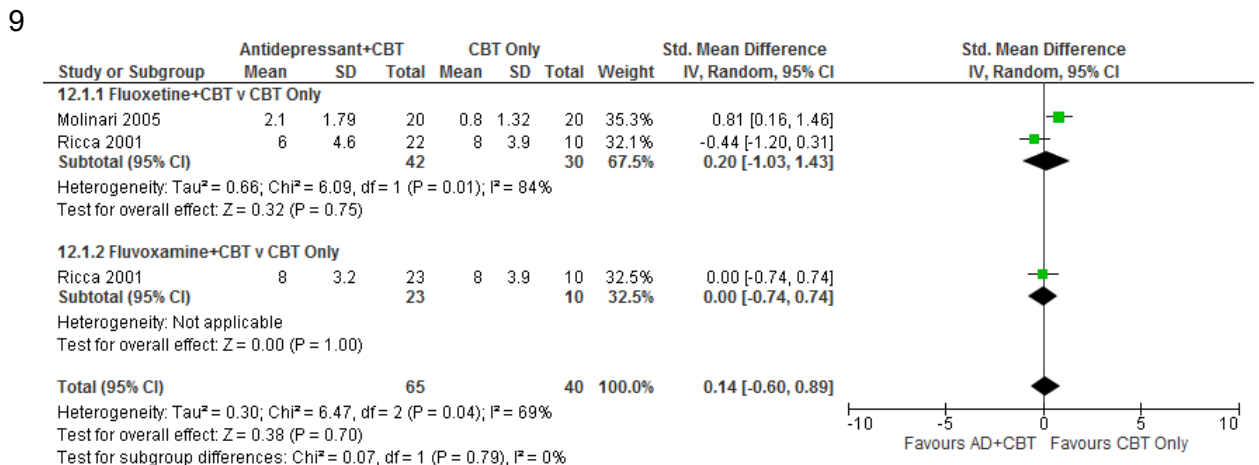 9
Antidepressant+CBT CBT Only Std. Mean Difference Std. Mean Difference
Study or Subgroup Mean SD Total Mean SD Total Weight IV, Random, 95% CI IV, Random, 95% CI
12.1.1 Fluoxetine+CBT v CBT Only
Molinari 2005 2.1 1.79 20 0.8 1.32 20 35.3% 0.81 [0.16, 1.46]
Ricca 2001 6 4.6 22 8 3.9 10 32.1% -0.44 [-1.20, 0.31]
Subtotal (95% CI) 42 30 67.5% 0.20 [-1.03, 1.43]
Heterogeneity: Tau² = 0.66; Chi² = 6.09, df = 1 (P = 0.01); I² = 84%
Test for overall effect: Z = 0.32 (P = 0.75)
12.1.2 Fluvoxamine+CBT v CBT Only
Ricca 2001 8 3.2 23 8 3.9 10 32.5% 0.00 [-0.74, 0.74]
Subtotal (95% CI) 23 10 32.5% 0.00 [-0.74, 0.74]
Heterogeneity: Not applicable
Test for overall effect: Z = 0.00 (P = 1.00)
Total (95% CI) 65 40 100.0% 0.14 [-0.60, 0.89]
Heterogeneity: Tau² = 0.30; Chi² = 6.47, df = 2 (P = 0.04); I² = 69%
Test for overall effect: Z = 0.38 (P = 0.70)
Test for subgroup differences: Chi² = 0.07, df = 1 (P = 0.79), I² = 0%
-10 -5 0 5 10
Favours AD+CBT Favours CBT Only